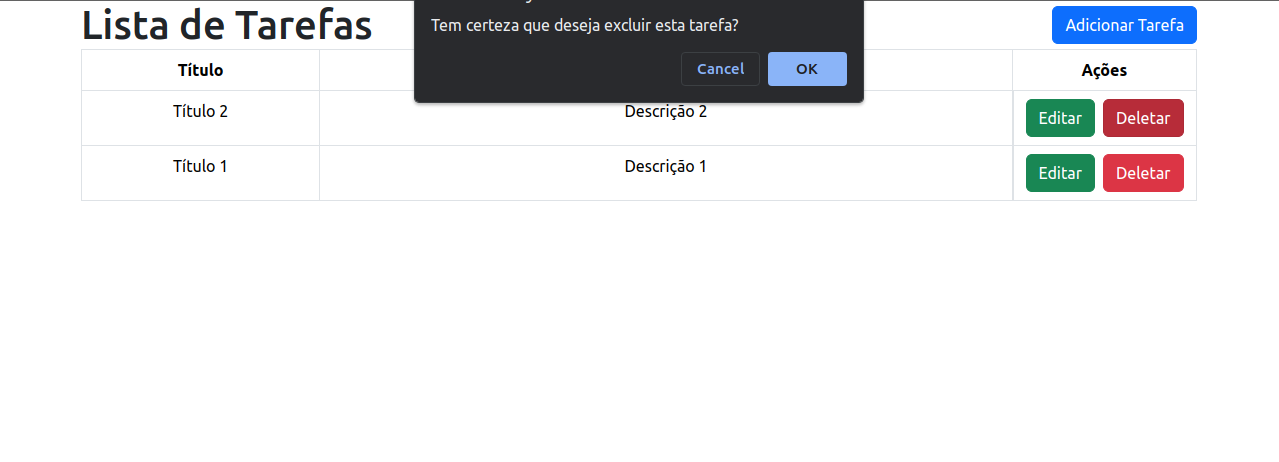 Lista de Tarefas
Tem certeza que deseja excluir esta tarefa?
Cancel OK
Adicionar Tarefa
Título Ações
Título 2 Descrição 2 Editar Deletar
Título 1 Descrição 1 Editar Deletar